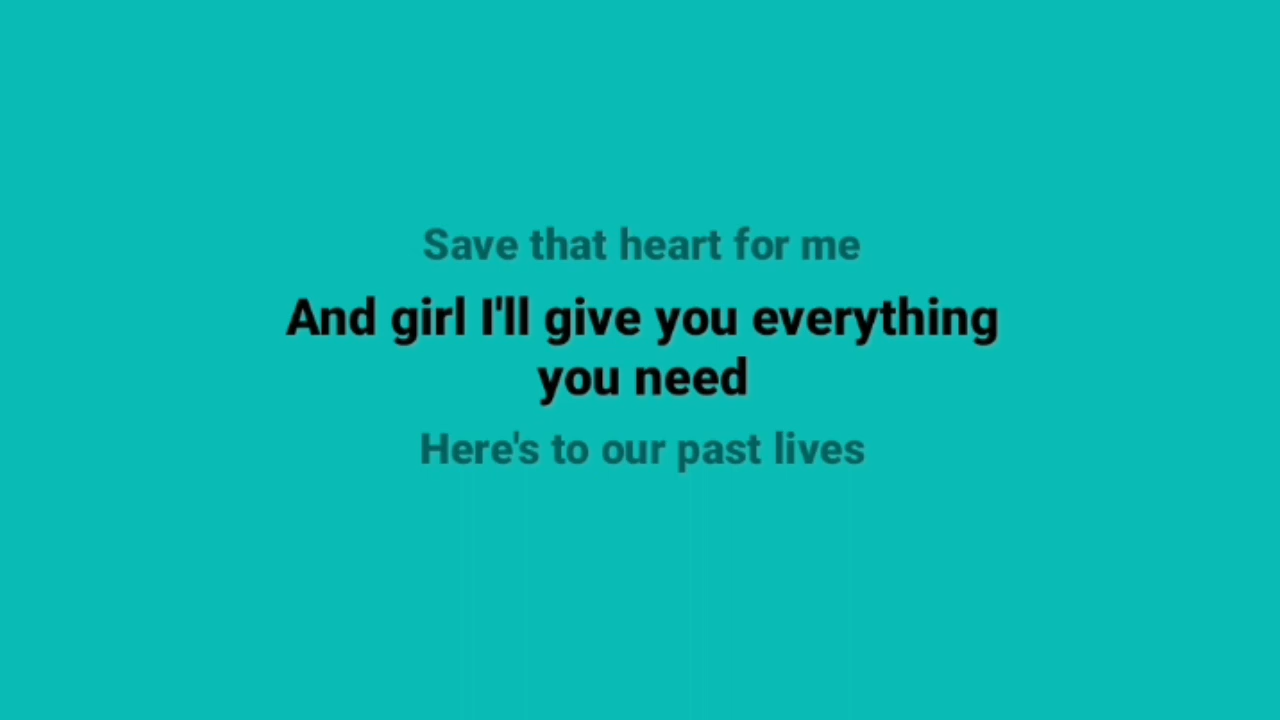 Save that heart for me
And girl I'll give you everything
you need
Here's to our past lives